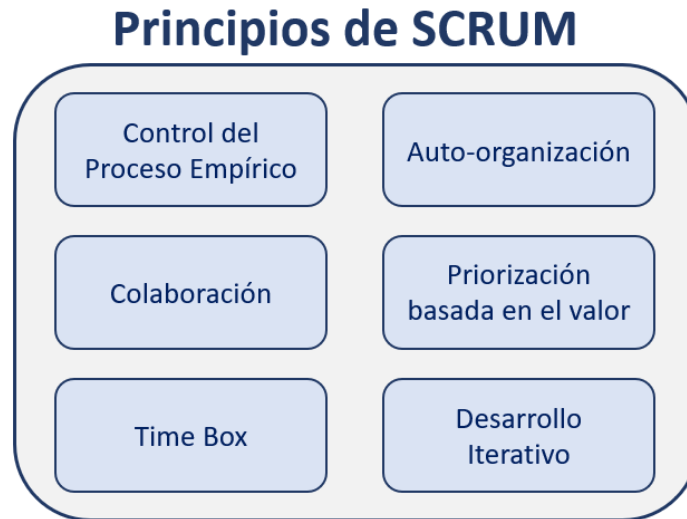 Principios de SCRUM
Control del
Proceso Empírico
Auto-organización
Colaboración
Priorización
basada en el valor
Time Box
Desarrollo
Iterativo